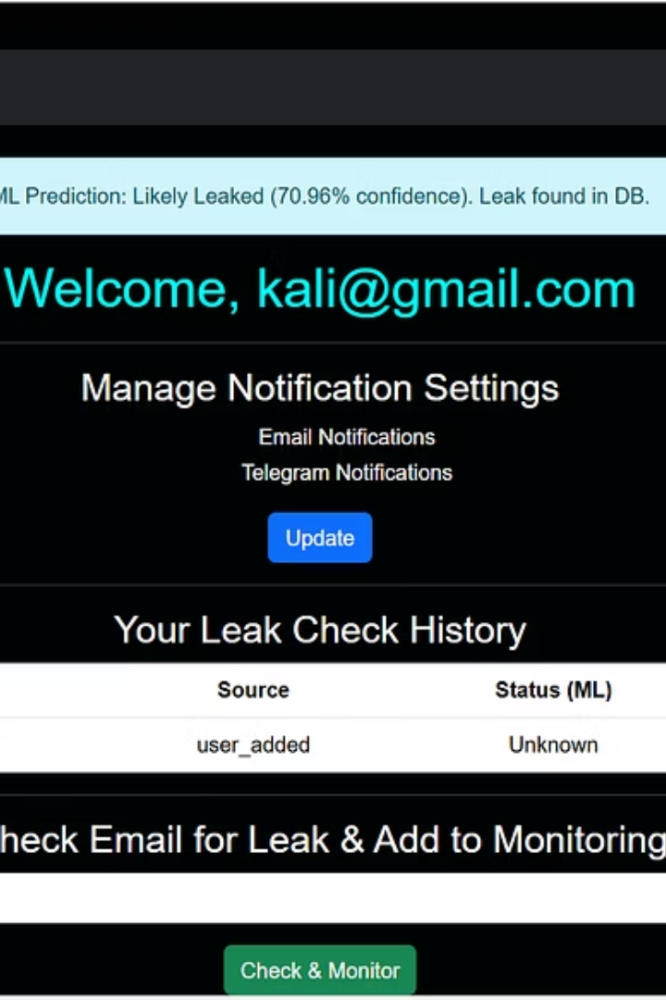 ML Prediction: Likely Leaked (70.96% confidence). Leak found in DB.
Welcome, kali@gmail.com
Manage Notification Settings
Email Notifications
Telegram Notifications
Update
Your Leak Check History
Source Status (ML)
user_added Unknown
heck Email for Leak & Add to Monitoring
Check & Monitor